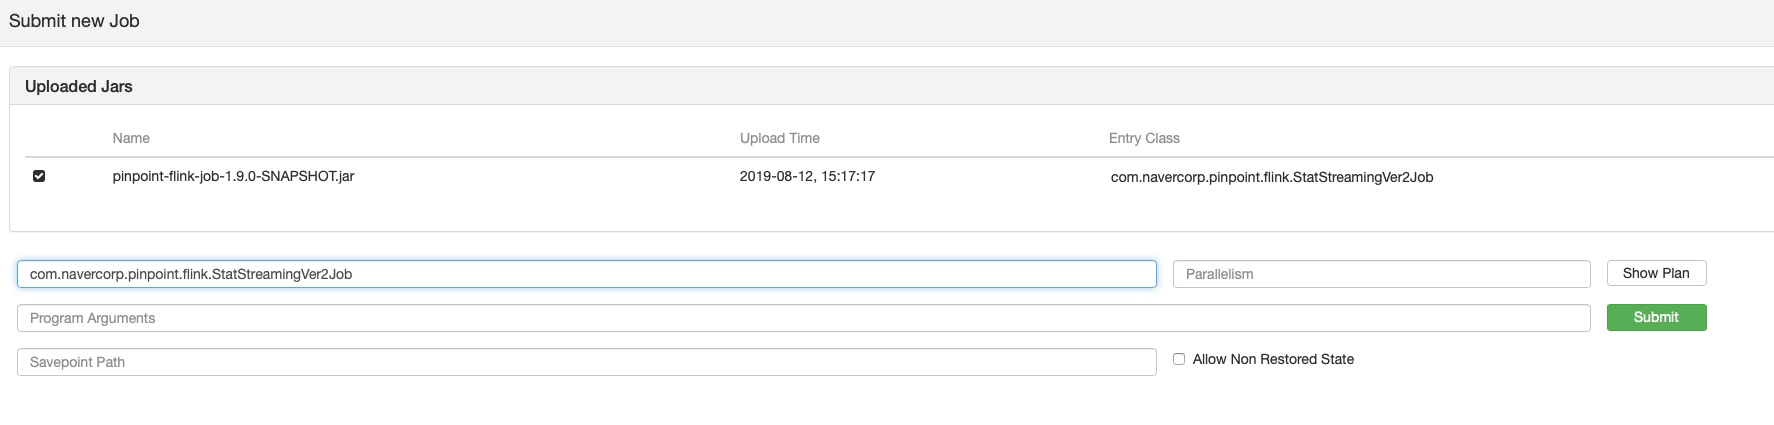 Submit new Job
Uploaded Jars
Name Upload Time Entry Class
pinpoint-flink-job-1.9.0-SNAPSHOT.jar 2019-08-12, 15:17:17 com.navercorp.pinpoint.flink.StatStreamingVer2Job
com.navercorp.pinpoint.flink.StatStreamingVer2Job Parallelism Show Plan
Program Arguments Submit
Savepoint Path Allow Non Restored State